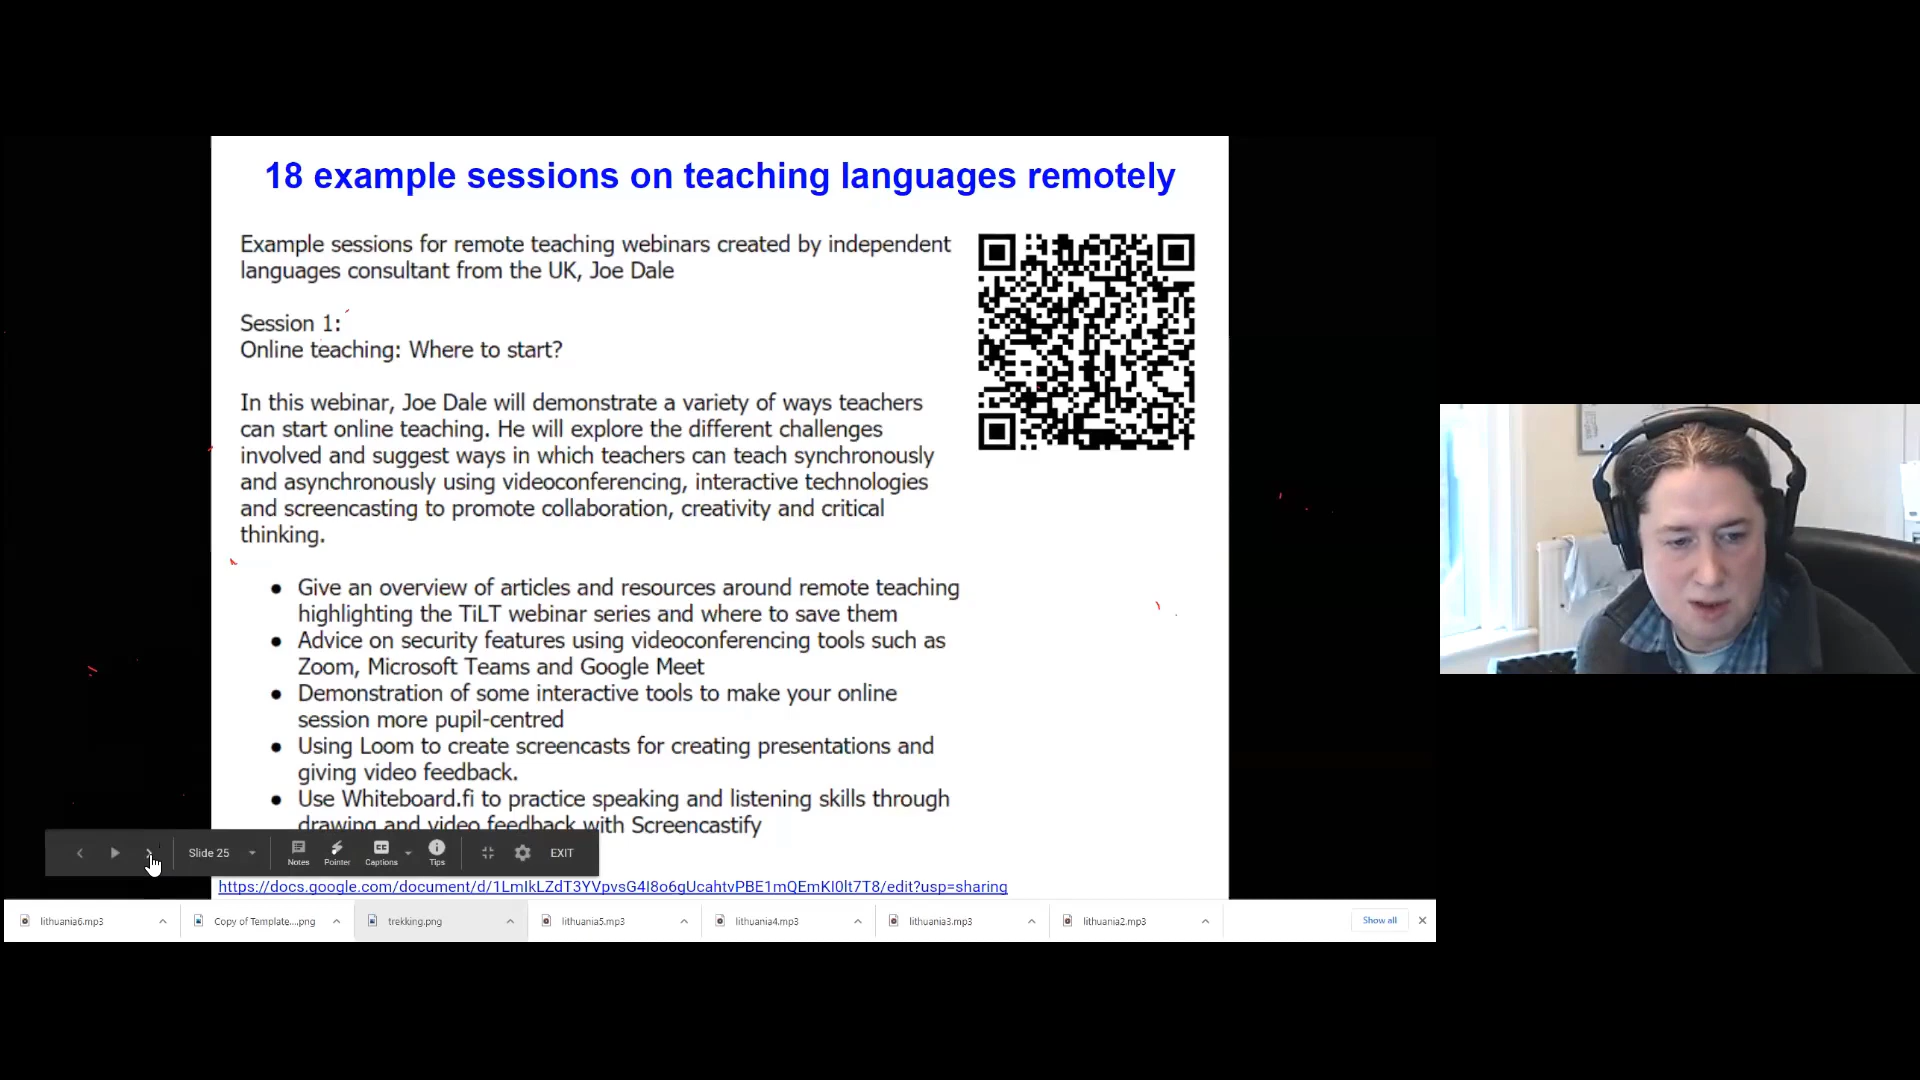 18 example sessions on teaching languages remotely
Example sessions for remote teaching webinars created by independent
languages consultant from the UK, Joe Dale
Session 1:
Online teaching: Where to start?
In this webinar, Joe Dale will demonstrate a variety of ways teachers
can start online teaching. He will explore the different challenges
involved and suggest ways in which teachers can teach synchronously
and asynchronously using videoconferencing, interactive technologies
and screencasting to promote collaboration, creativity and critical
thinking.
● Give an overview of articles and resources around remote teaching
highlighting the TiLT webinar series and where to save them
● Advice on security features using videoconferencing tools such as
Zoom, Microsoft Teams and Google Meet
● Demonstration of some interactive tools to make your online
session more pupil-centred
● Using Loom to create screencasts for creating presentations and
giving video feedback.
● Use Whiteboard.fi to practice speaking and listening skills through
drawing and video feedback with Screencastify
Slide 25 Notes Pointer Captions Tips EXIT
https://docs.google.com/document/d/1LmIkLZdT3YVpvsG4I8o6gUcahtvPBE1mQEmKI0lt7T8/edit?usp=sharing
lithuania6.mp3 Copy of Template....png trekking.png lithuania5.mp3 lithuania4.mp3 lithuania3.mp3 lithuania2.mp3 Show all